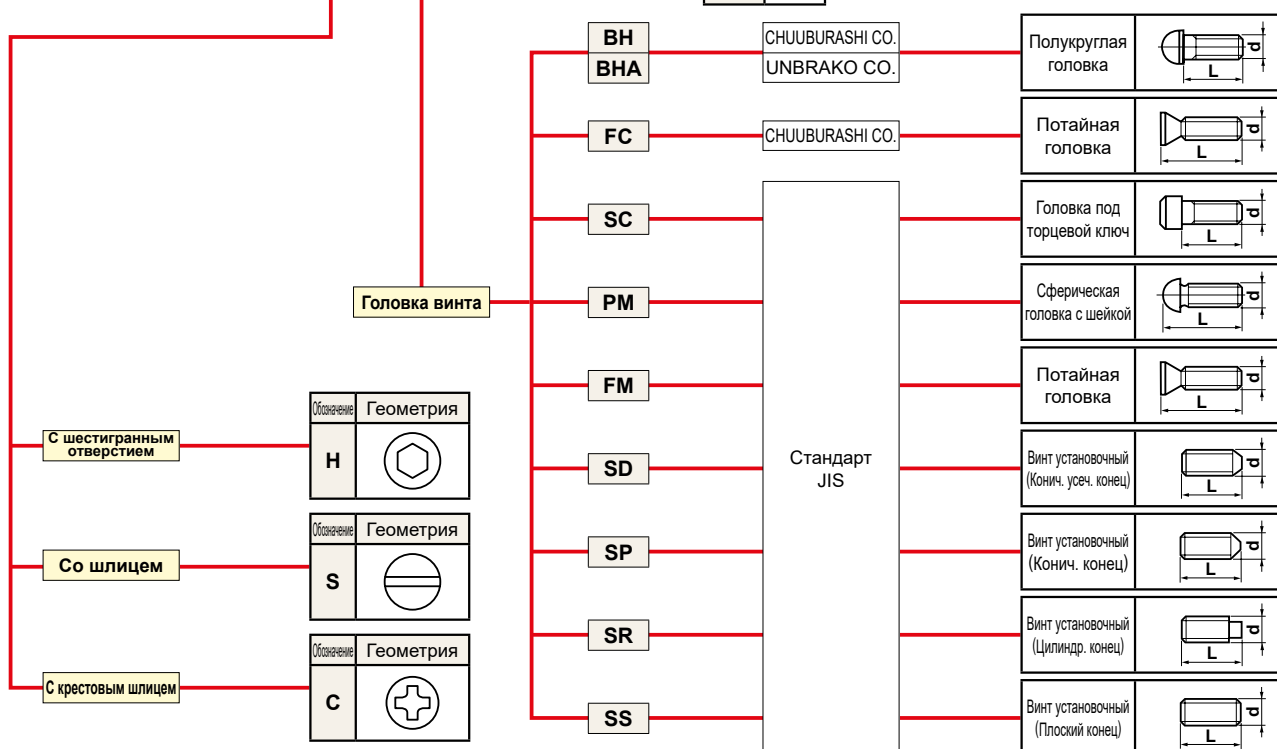 BH
CHUUBURASHI CO.
BHA
UNBRAKO CO.
Полукруглая
головка
d
L
FC
CHUUBURASHI CO.
Потайная
головка
d
L
SC
Головка под
торцевой ключ
d
L
Головка винта
PM
Сферическая
головка с шейкой
d
L
FM
Потайная
головка
d
L
SD
Стандарт
JIS
Винт установочный
(Конич. усеч. конец)
d
L
SP
Винт установочный
(Конич. конец)
d
L
SR
Винт установочный
(Цилиндр. конец)
d
L
SS
Винт установочный
(Плоский конец)
d
L
С шестигранным
отверстием
Обозначение Геометрия
H
Со шлицем
Обозначение Геометрия
S
С крестовым шлицем
Обозначение Геометрия
C